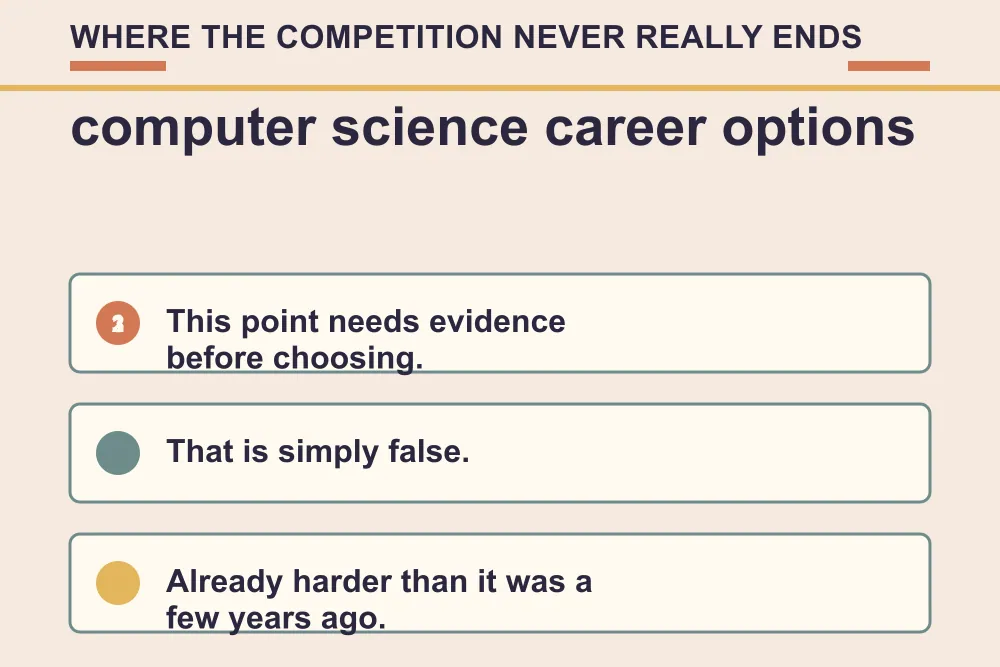 WHERE THE COMPETITION NEVER REALLY ENDS
computer science career options
This point needs evidence
before choosing.
That is simply false.
Already harder than it was a
few years ago.